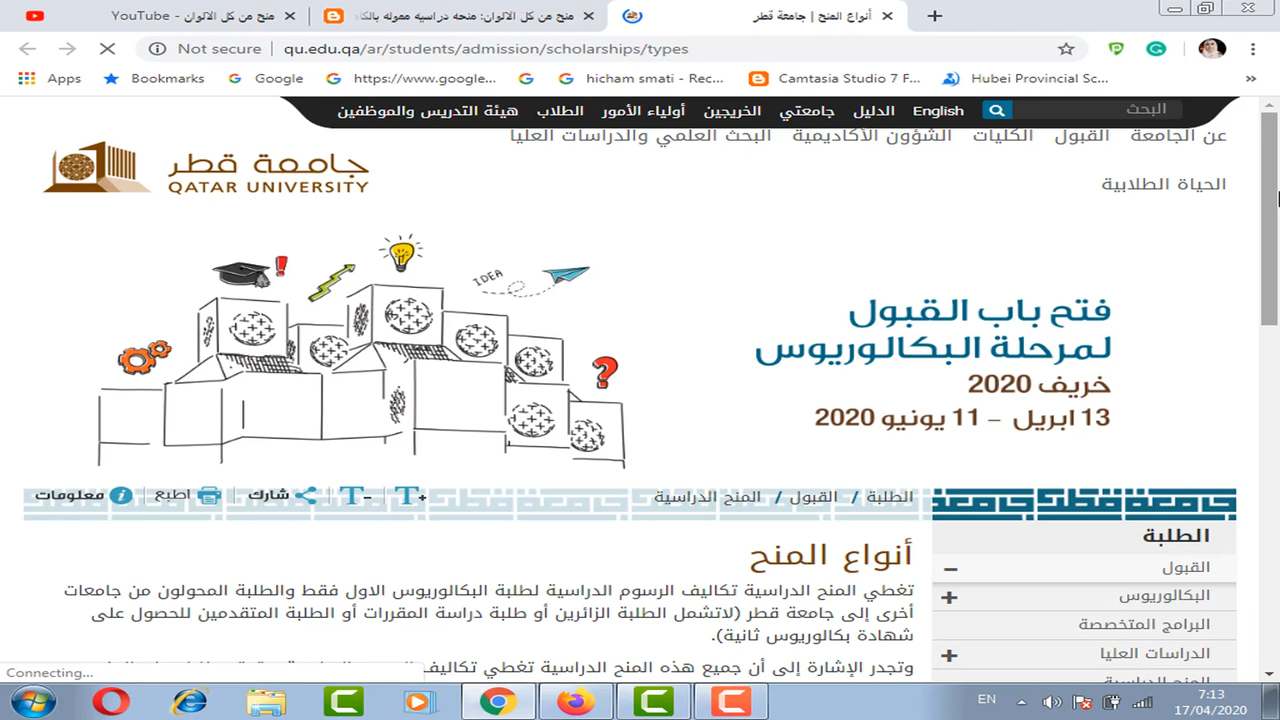 منح من كل الالوان - YouTube
منح من كل الالوان: منحه دراسيه مموله بالكا
أنواع المنح | جامعة قطر
Not secure
qu.edu.qa/ar/students/admission/scholarships/types
Apps
Bookmarks
Google
https://www.google...
hicham smati - Rec...
Camtasia Studio 7 F...
Hubei Provincial Sc...
»
البحث
English
الدليل
جامعتي
الخريجين
أولياء الأمور
الطلاب
هيئة التدريس والموظفين
عن الجامعة
القبول
الكليات
الشؤون الأكاديمية
البحث العلمي والدراسات العليا
الحياة الطلابية
جامعة قطر
QATAR UNIVERSITY
IDEA
فتح باب القبول
لمرحلة البكالوريوس
خريف 2020
13 ابريل – 11 يونيو 2020
الطلبة / القبول / المنح الدراسية
T+
T-
شارك
اطبع
معلومات
الطلبة
القبول
البكالوريوس
البرامج المتخصصة
الدراسات العليا
أنواع المنح
تغطي المنح الدراسية تكاليف الرسوم الدراسية لطلبة البكالوريوس الاول فقط والطلبة المحولون من جامعات
أخرى إلى جامعة قطر (لاتشمل الطلبة الزائرين أو طلبة دراسة المقررات أو الطلبة المتقدمين للحصول على
شهادة بكالوريوس ثانية).
وتجدر الإشارة إلى أن جميع هذه المنح الدراسية تغطي تكاليف
Connecting...
EN
7:13
17/04/2020